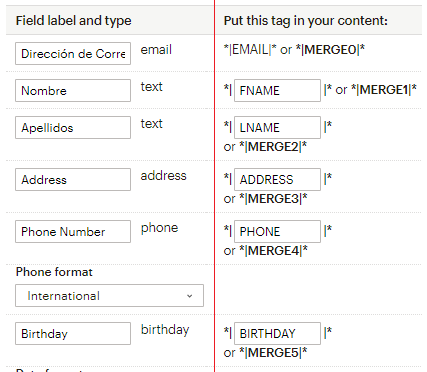 Field label and type Put this tag in your content:
Dirección de Corre email *|EMAIL|* or *|MERGE0|*
Nombre text *| FNAME |* or *|MERGE1|*
Apellidos text *| LNAME |*
or *|MERGE2|*
Address address *| ADDRESS |*
or *|MERGE3|*
Phone Number phone *| PHONE |*
or *|MERGE4|*
Phone format
International
Birthday birthday *| BIRTHDAY |*
or *|MERGE5|*